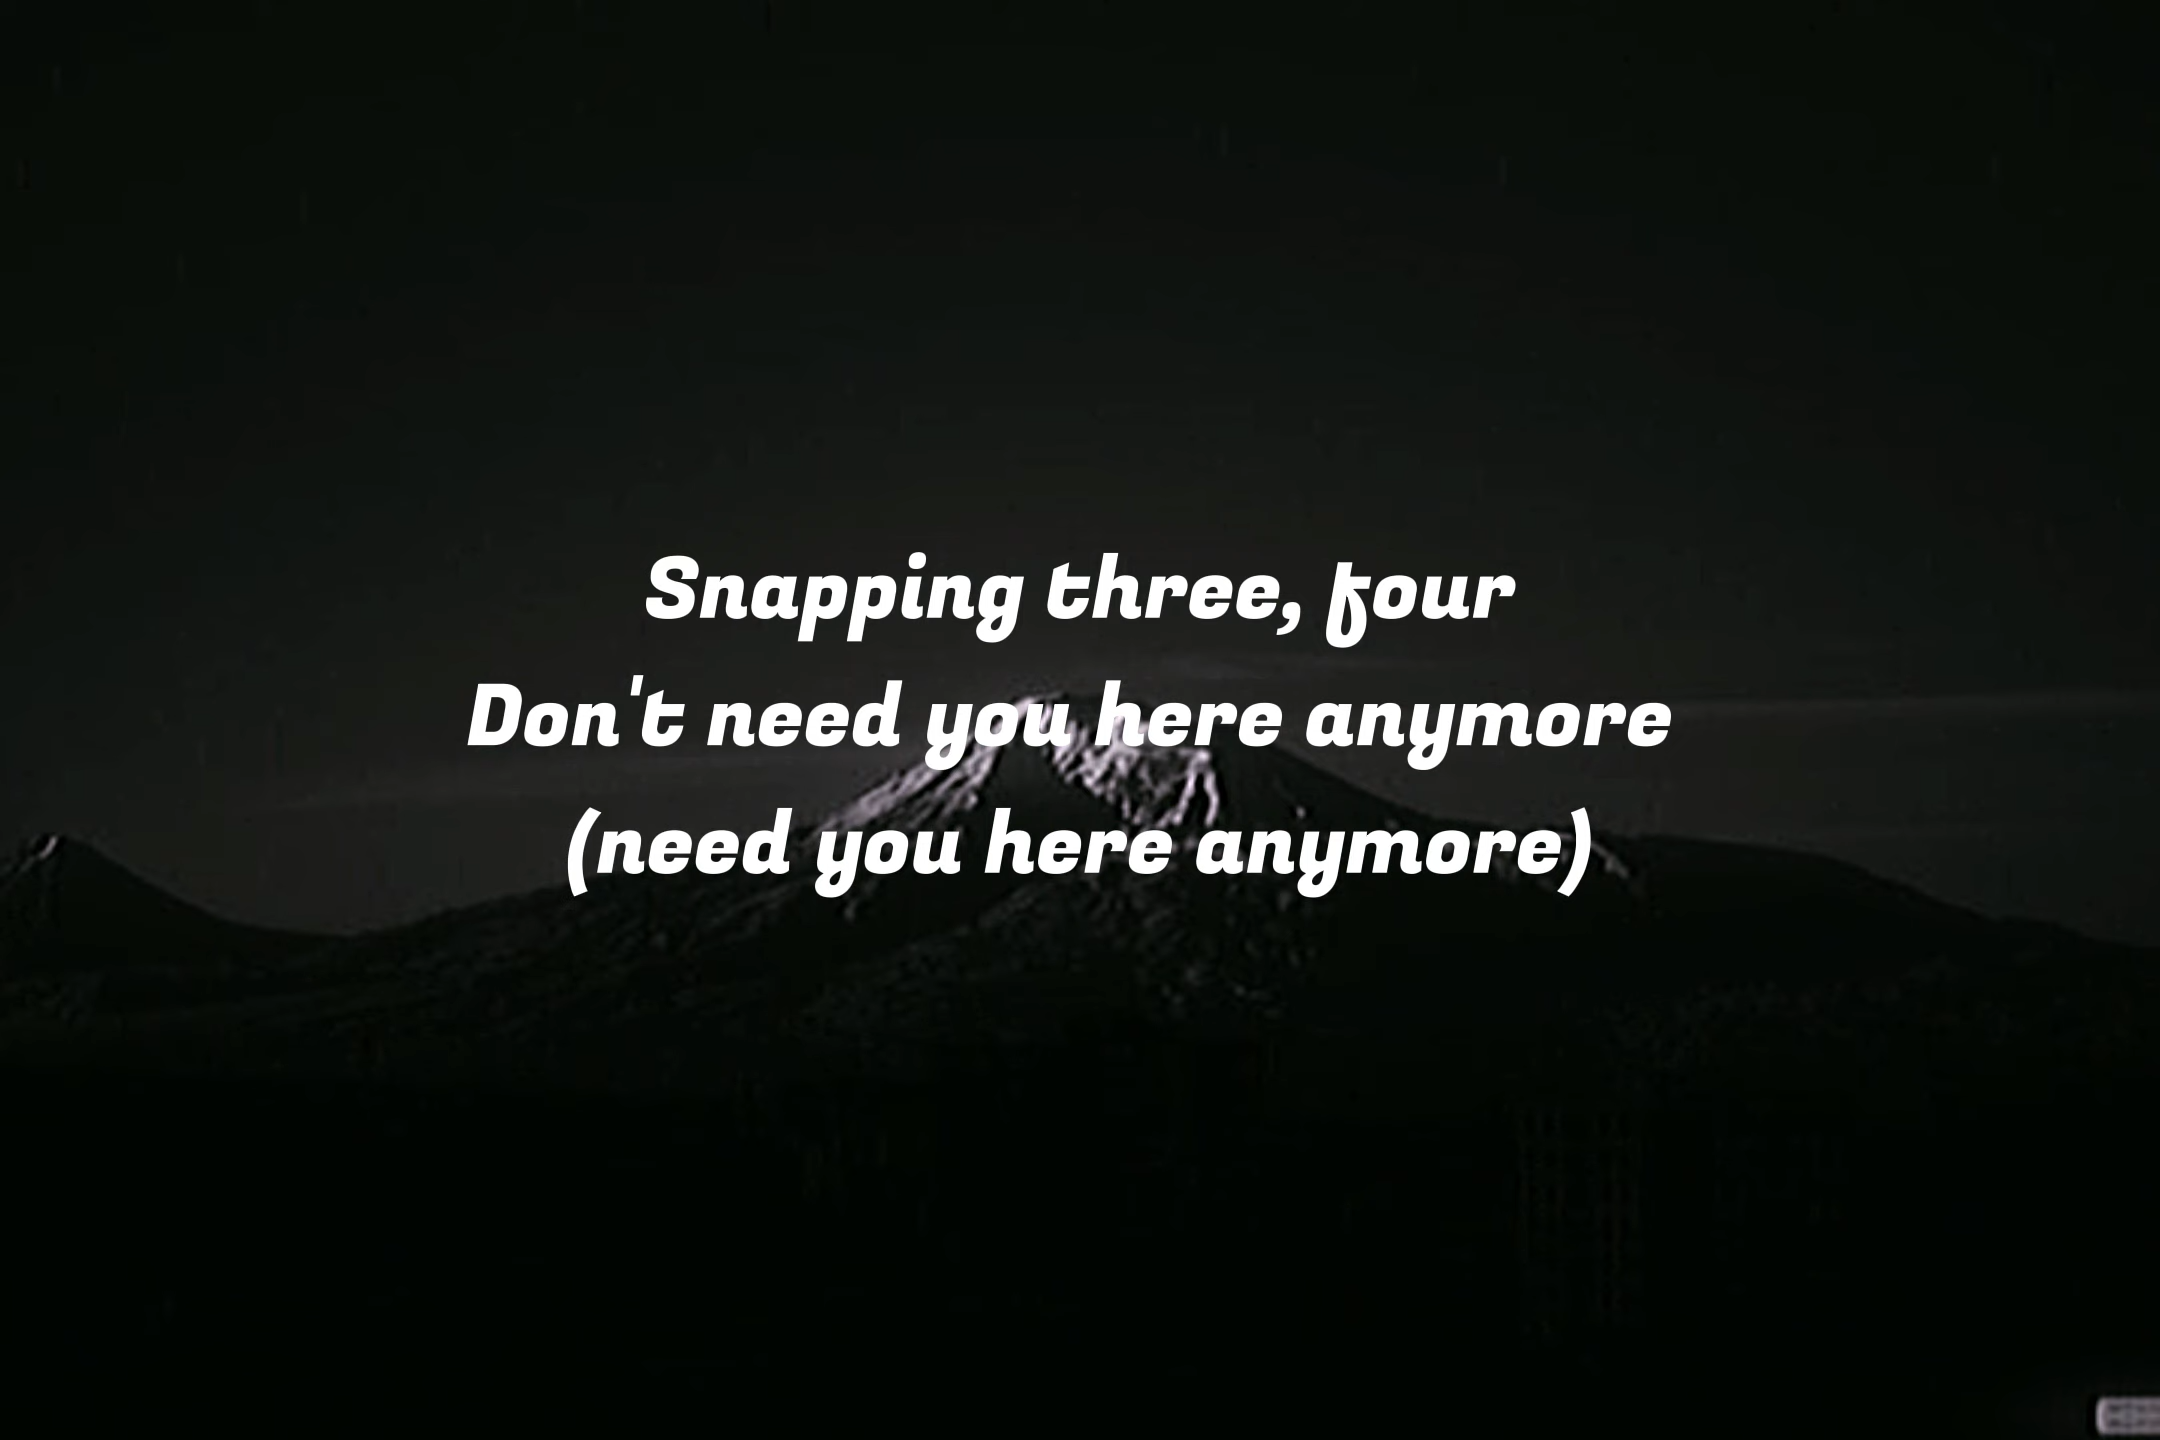 Snapping three, four
Don't need you here anymore
(need you here anymore)